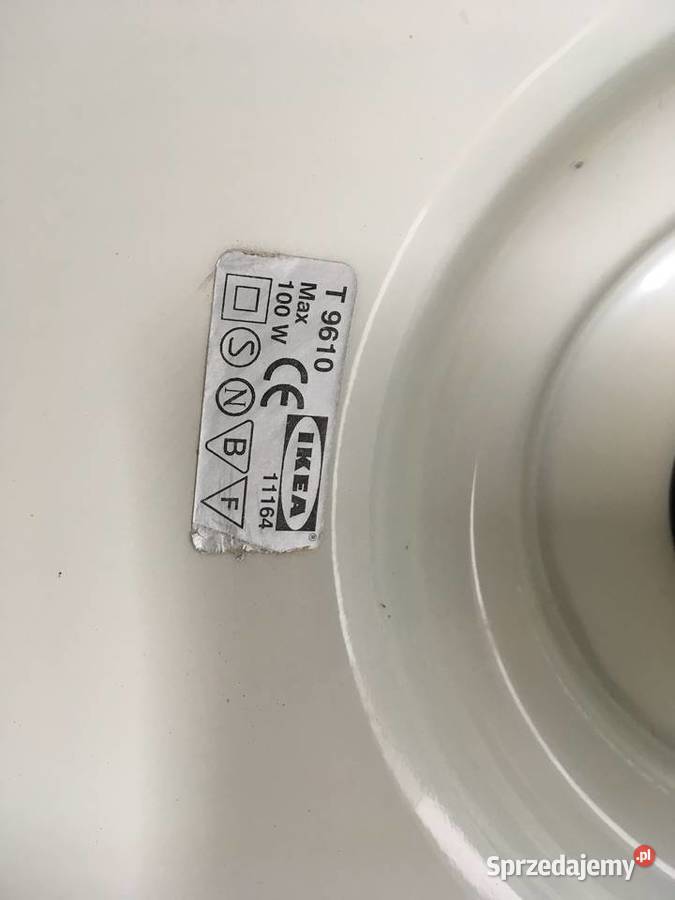 T 9610
Max
100 W
CE
IKEA®
11164
S N B F
Sprzedajemy.pl